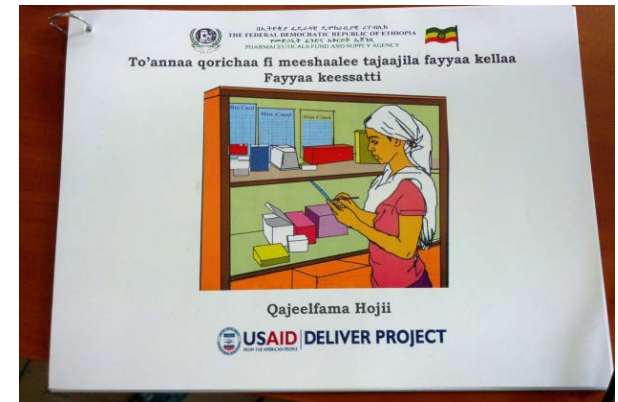 THE FEDERAL DEMOCRATIC REPUBLIC OF ETHIOPIA
PHARMACEUTICALS FUND AND SUPPLY AGENCY
To'annaa qorichaa fi meeshaalee tajaajila fayyaa kellaa
Fayyaa keessatti
Bin Card
Bin Card
Bin Card
Qajeelfama Hojii
USAID DELIVER PROJECT
FROM THE AMERICAN PEOPLE